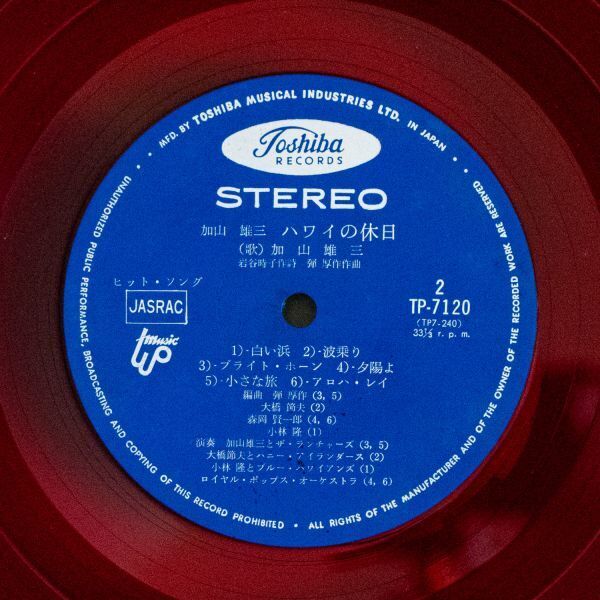 MFD. BY TOSHIBA MUSICAL INDUSTRIES LTD. IN JAPAN.
Toshiba
RECORDS
STEREO
加山 雄三 ハワイの休日
(歌) 加 山 雄 三
岩谷時子作詩 弾 厚作作曲
ヒット・ソング
JASRAC
music
up
2
TP-7120
(TP7-240)
33⅓ r. p. m.
1)-白い浜 2)-波乗り
3)-ブライト・ホーン 4)-夕陽よ
5)-小さな旅 6)-アロハ・レイ
編曲 弾 厚作 (3, 5)
大橋 節夫 (2)
森岡 賢一郎 (4, 6)
小林 隆 (1)
演奏 加山雄三とザ・ランチャーズ (3, 5)
大橋節夫とハニー・アイランダース (2)
小林 隆とブルー・ハワイアンズ (1)
ロイヤル・ポップス・オーケストラ (4, 6)
UNAUTHORIZED PUBLIC PERFORMANCE, BROADCASTING AND COPYING OF THIS RECORD PROHIBITED • ALL RIGHTS OF THE MANUFACTURER AND OF THE OWNER OF THE RECORDED WORK ARE RESERVED